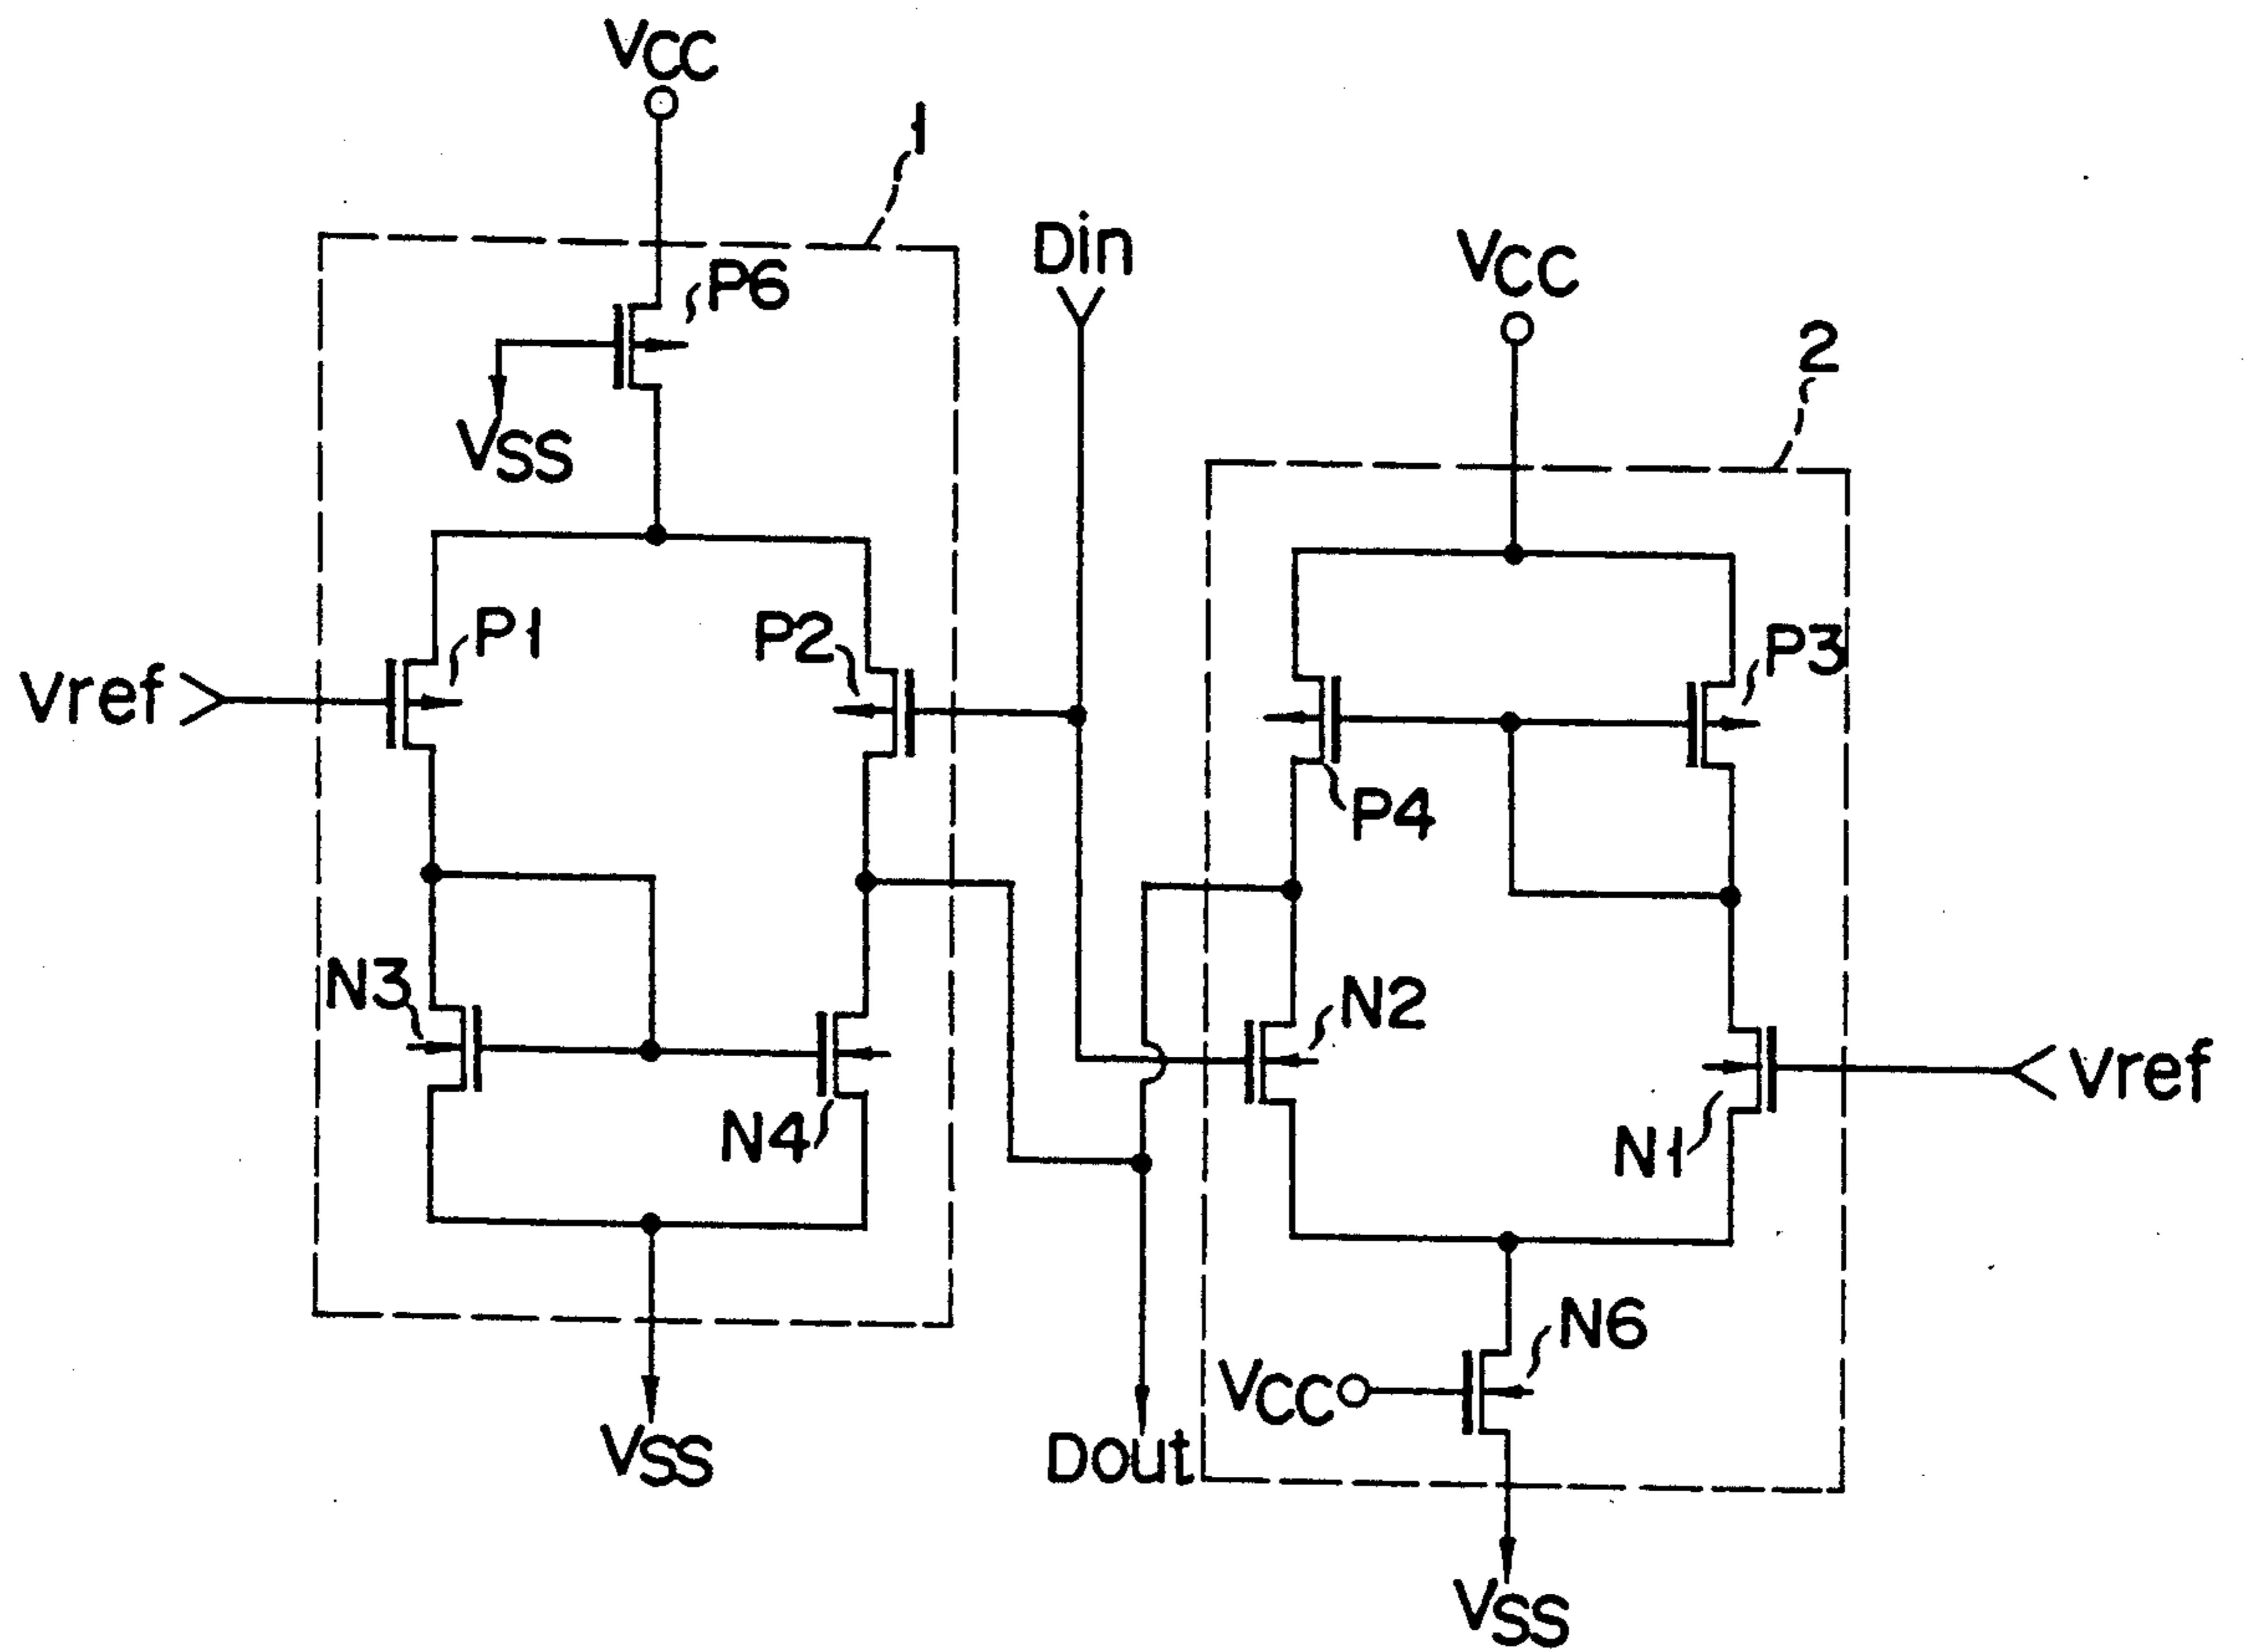 VCC
1
P6
Din
VCC
VSS
2
P1
P2
P3
Vref
P4
N3
N2
N4
Vref
N1
N6
VCC
VSS
Dout
VSS